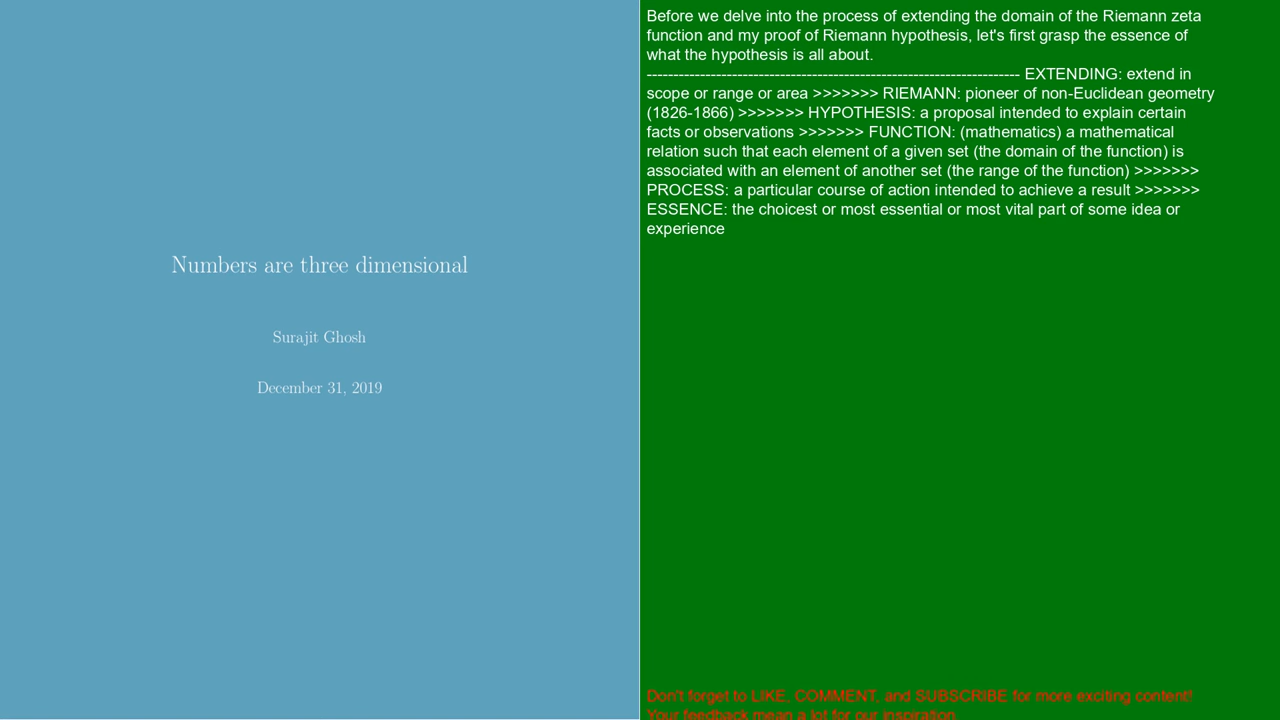 Numbers are three dimensional
Surajit Ghosh
December 31, 2019
Before we delve into the process of extending the domain of the Riemann zeta
function and my proof of Riemann hypothesis, let's first grasp the essence of
what the hypothesis is all about.
---------------------------------------------------------------------- EXTENDING: extend in
scope or range or area >>>>>>> RIEMANN: pioneer of non-Euclidean geometry
(1826-1866) >>>>>>> HYPOTHESIS: a proposal intended to explain certain
facts or observations >>>>>>> FUNCTION: (mathematics) a mathematical
relation such that each element of a given set (the domain of the function) is
associated with an element of another set (the range of the function) >>>>>>>
PROCESS: a particular course of action intended to achieve a result >>>>>>>
ESSENCE: the choicest or most essential or most vital part of some idea or
experience
Don't forget to LIKE, COMMENT, and SUBSCRIBE for more exciting content!
Your feedback mean a lot for our inspiration